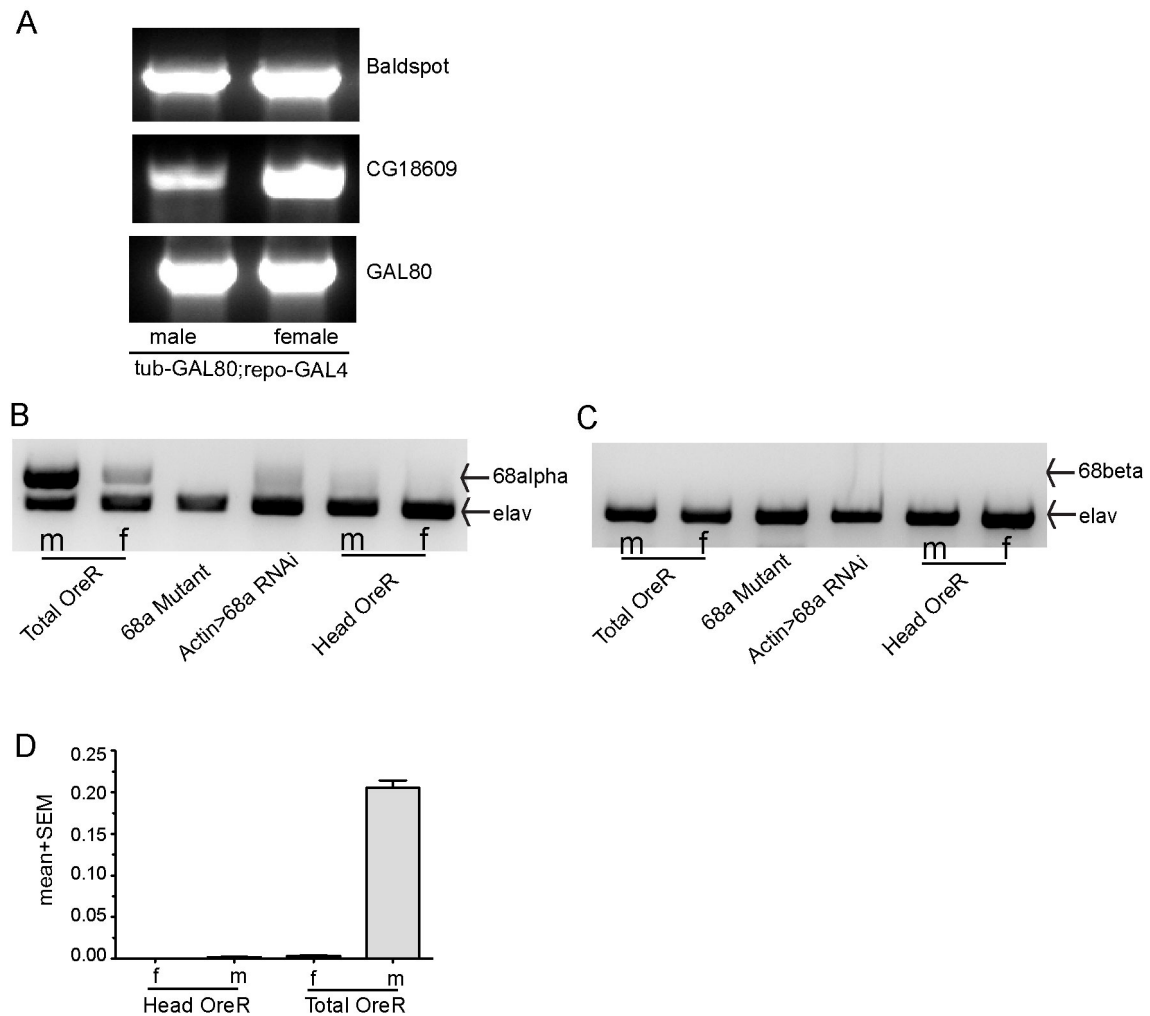 A
Baldspot
CG18609
GAL80
male female
tub-GAL80;repo-GAL4
B
68alpha
elav
m f m f
Total OreR
68a Mutant
Actin>68a RNAi
Head OreR
C
68beta
elav
m f m f
Total OreR
68a Mutant
Actin>68a RNAi
Head OreR
D
mean+SEM
0.25
0.20
0.15
0.10
0.05
0.00
f m f m
Head OreR Total OreR